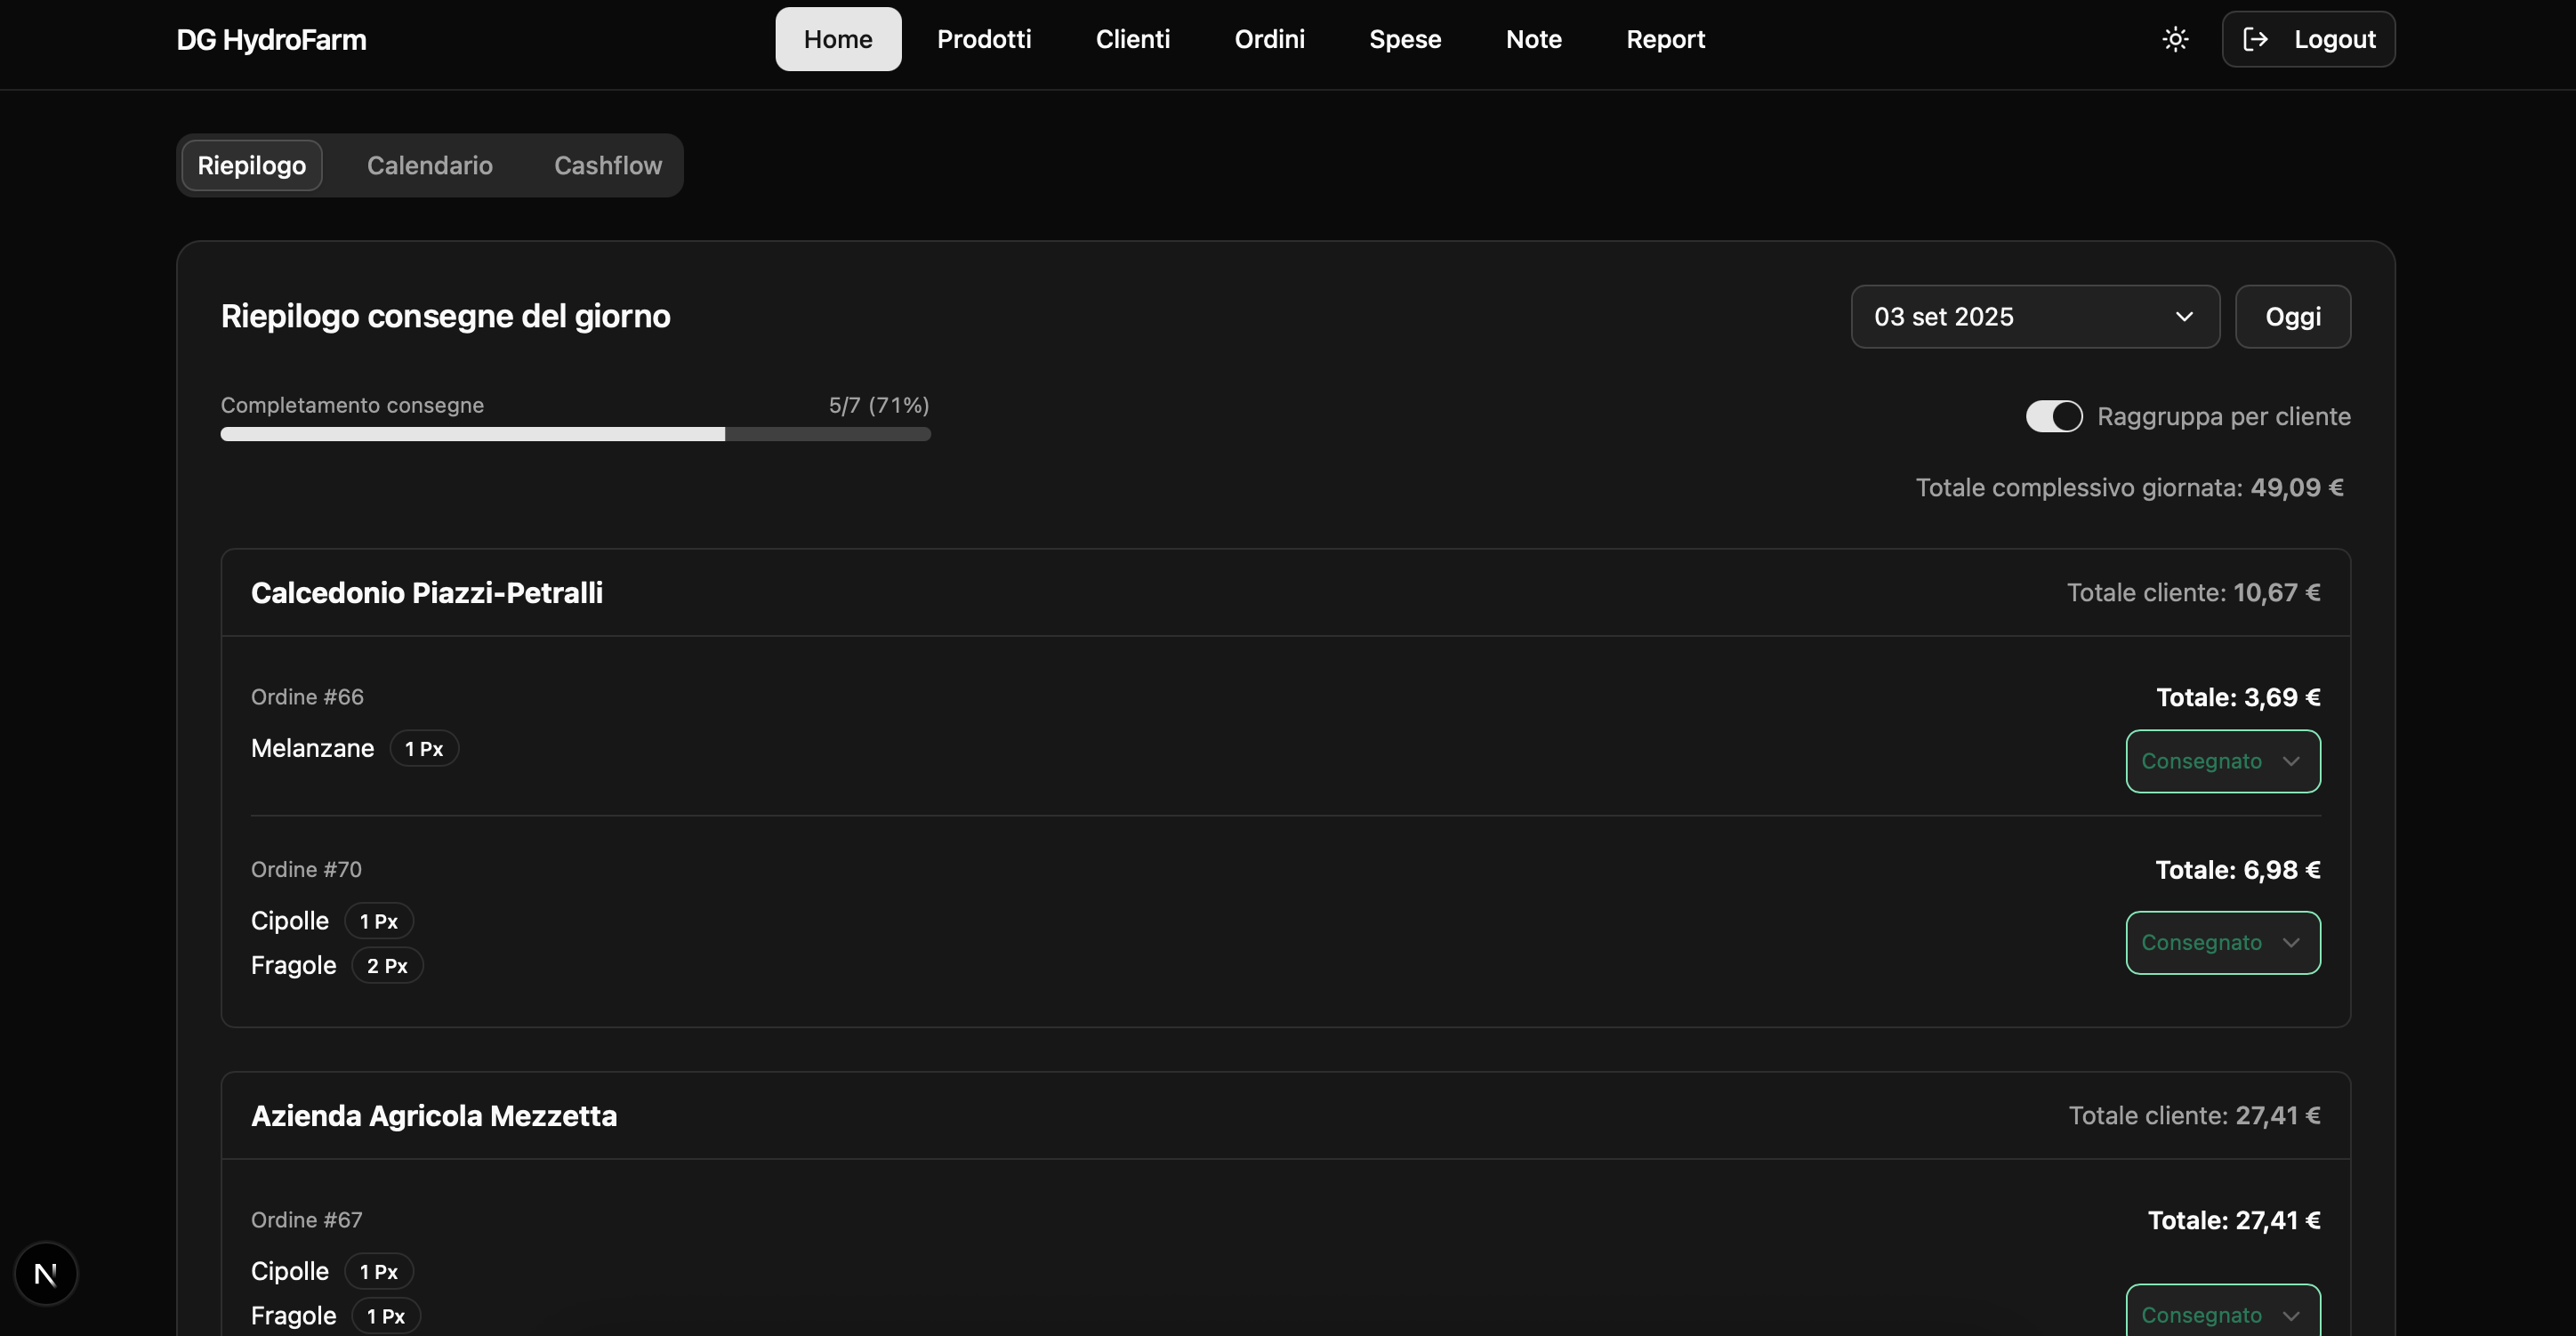 DG HydroFarm
Home Prodotti Clienti Ordini Spese Note Report
Logout
Riepilogo Calendario Cashflow
Riepilogo consegne del giorno
03 set 2025
Oggi
Completamento consegne 5/7 (71%)
Raggruppa per cliente
Totale complessivo giornata: 49,09 €
Calcedonio Piazzi-Petralli
Totale cliente: 10,67 €
Ordine #66
Totale: 3,69 €
Melanzane 1 Px
Consegnato
Ordine #70
Totale: 6,98 €
Cipolle 1 Px
Fragole 2 Px
Consegnato
Azienda Agricola Mezzetta
Totale cliente: 27,41 €
Ordine #67
Totale: 27,41 €
Cipolle 1 Px
Fragole 1 Px
Consegnato
N